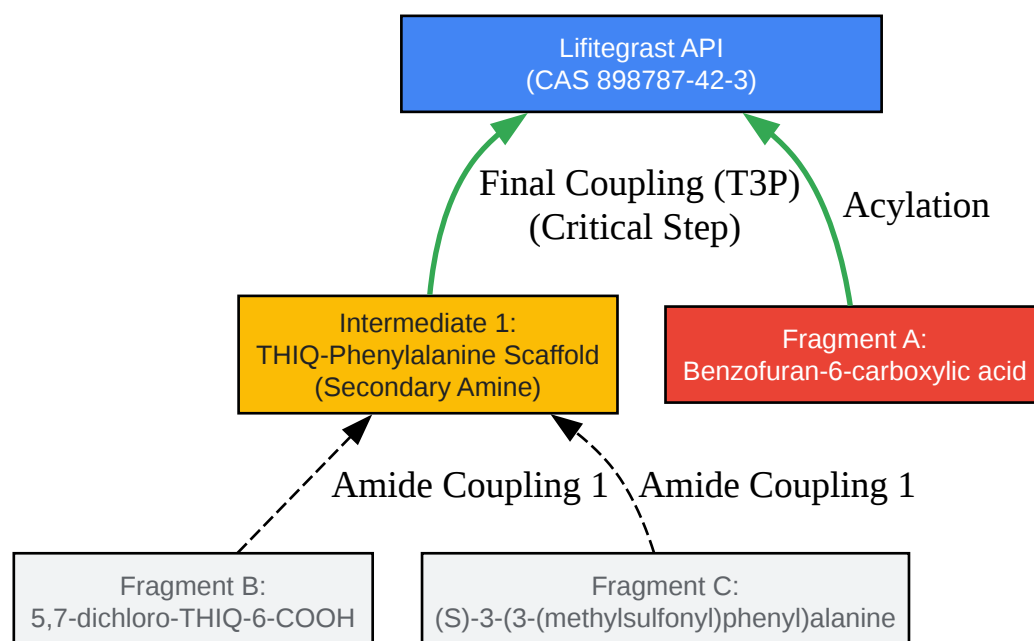 Lifitegrast API
(CAS 898787-42-3)
Final Coupling (T3P)
(Critical Step)
Acylation
Intermediate 1:
THIQ-Phenylalanine Scaffold
(Secondary Amine)
Fragment A:
Benzofuran-6-carboxylic acid
Amide Coupling 1
Amide Coupling 1
Fragment B:
5,7-dichloro-THIQ-6-COOH
Fragment C:
(S)-3-(3-(methylsulfonyl)phenyl)alanine